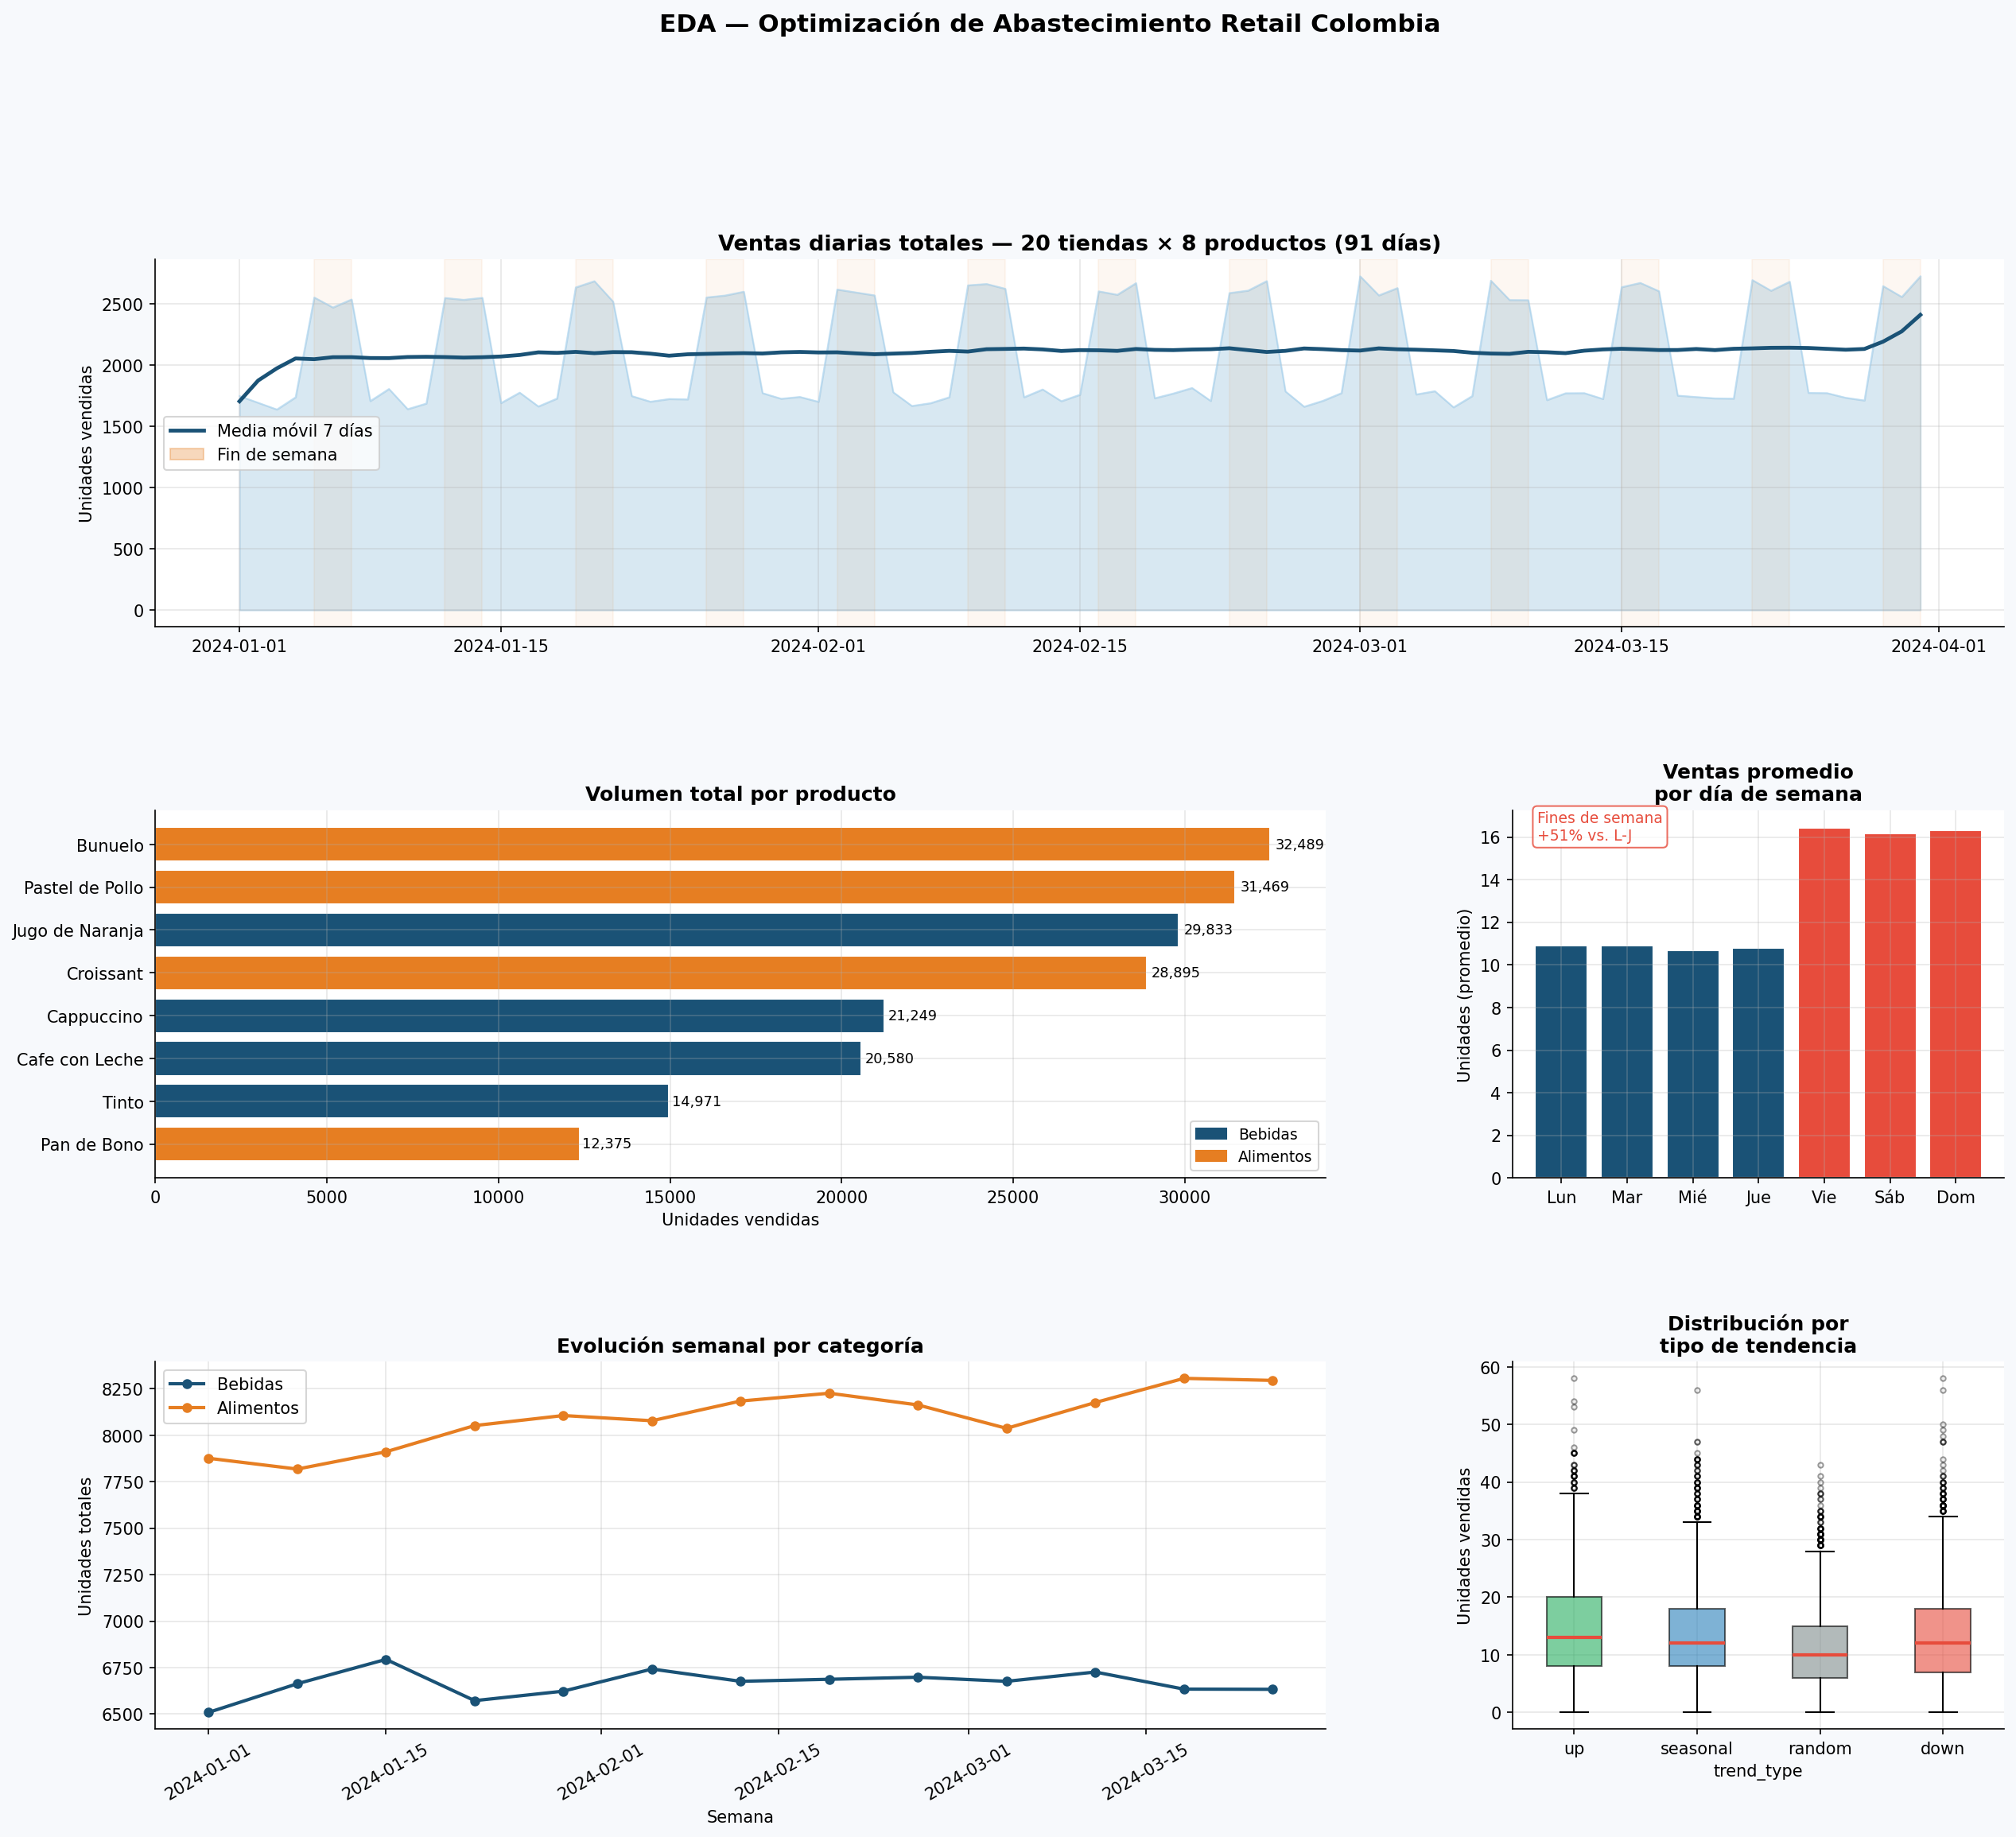 EDA — Optimización de Abastecimiento Retail Colombia
Ventas diarias totales — 20 tiendas × 8 productos (91 días)
Unidades vendidas
2500
2000
1500
1000
500
0
Media móvil 7 días
Fin de semana
2024-01-01
2024-01-15
2024-02-01
2024-02-15
2024-03-01
2024-03-15
2024-04-01
Volumen total por producto
Bunuelo
32,489
Pastel de Pollo
31,469
Jugo de Naranja
29,833
Croissant
28,895
Cappuccino
21,249
Cafe con Leche
20,580
Tinto
14,971
Pan de Bono
12,375
Bebidas
Alimentos
0
5000
10000
15000
20000
25000
30000
Unidades vendidas
Ventas promedio
por día de semana
Fines de semana
+51% vs. L-J
Unidades (promedio)
16
14
12
10
8
6
4
2
0
Lun
Mar
Mié
Jue
Vie
Sáb
Dom
Evolución semanal por categoría
Bebidas
Alimentos
Unidades totales
8250
8000
7750
7500
7250
7000
6750
6500
2024-01-01
2024-01-15
2024-02-01
2024-02-15
2024-03-01
2024-03-15
Semana
Distribución por
tipo de tendencia
Unidades vendidas
60
50
40
30
20
10
0
up
seasonal
random
down
trend_type